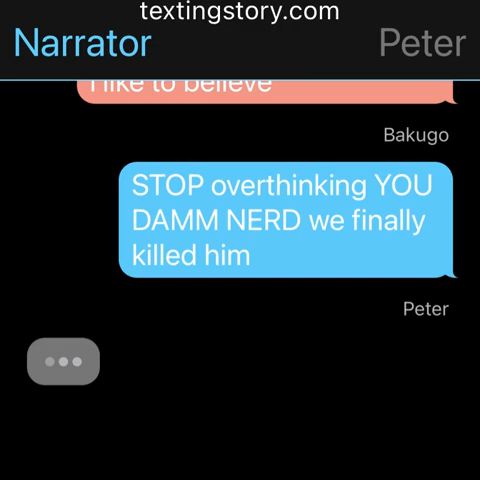 textingstory.com
Narrator
Peter
I like to believe
Bakugo
STOP overthinking YOU
DAMM NERD we finally
killed him
Peter